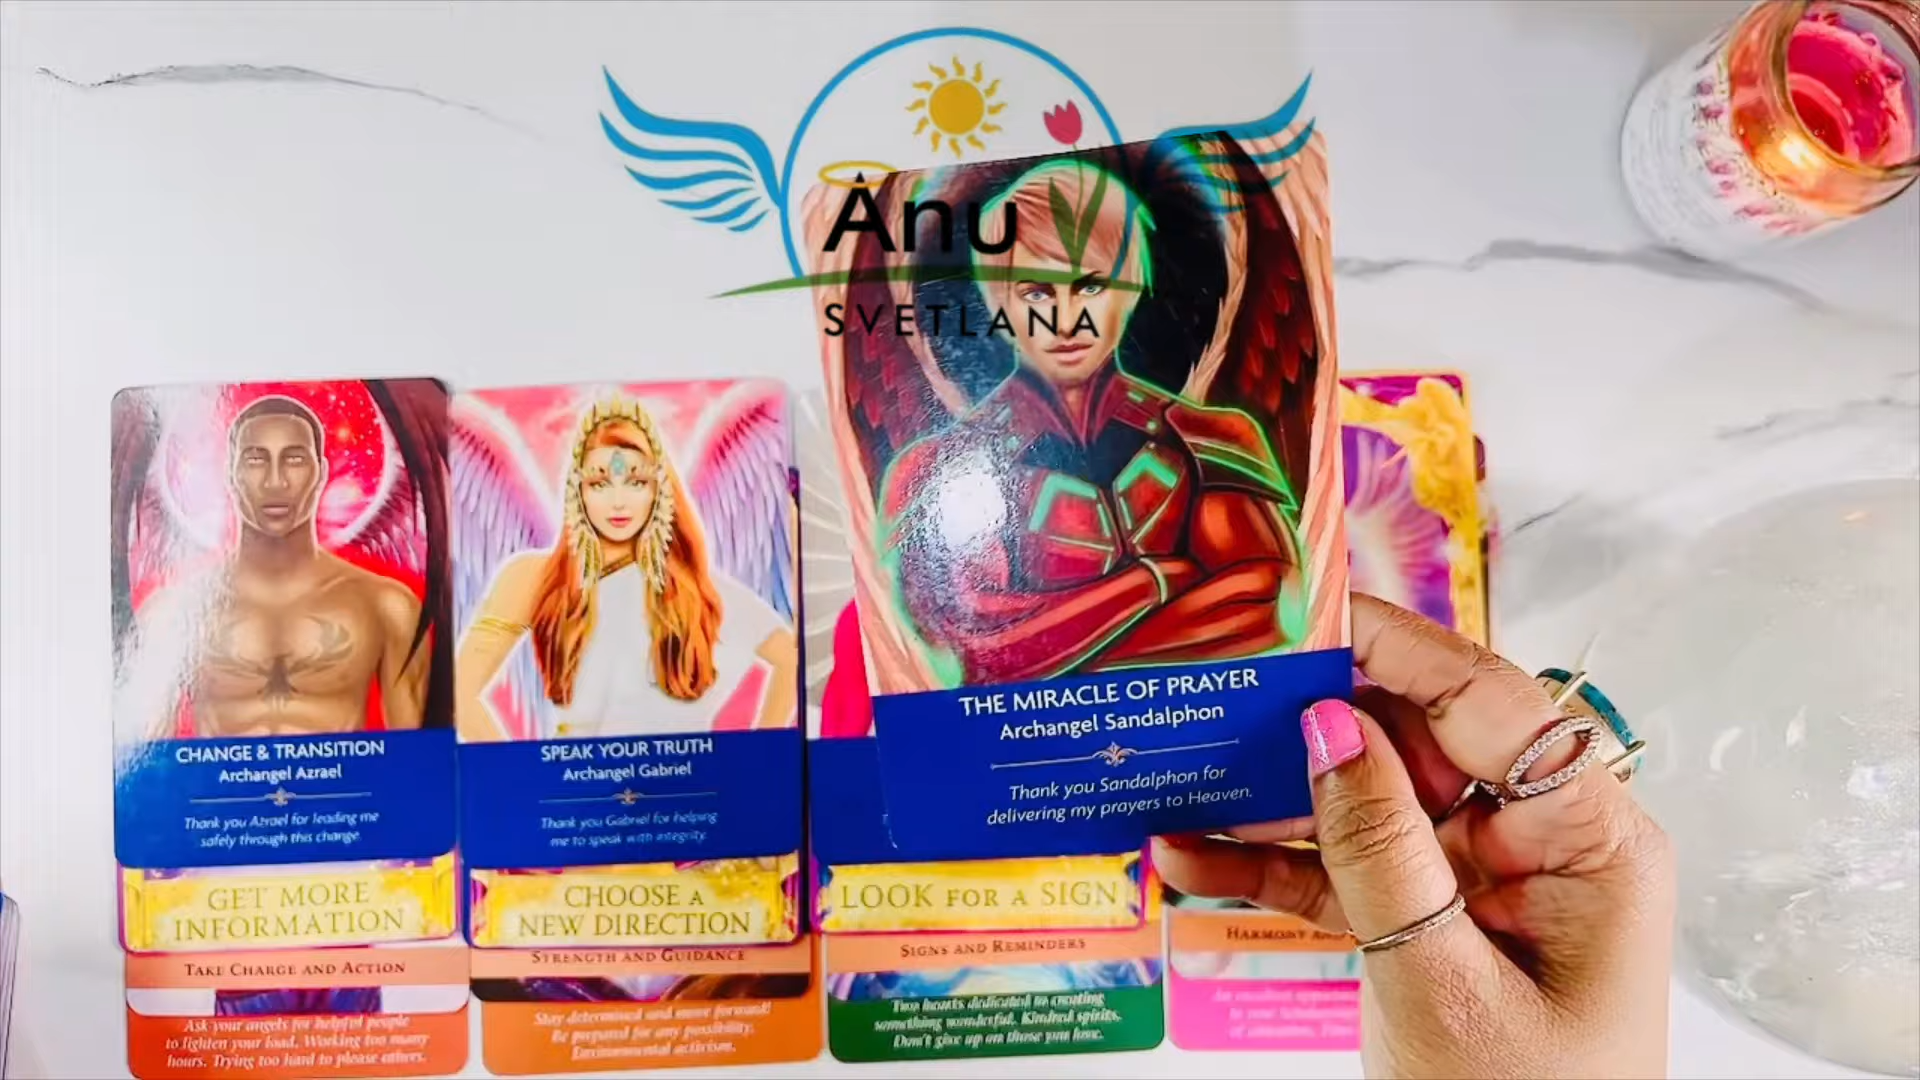 Anu
SVETLANA
THE MIRACLE OF PRAYER
Archangel Sandalphon
Thank you Sandalphon for
delivering my prayers to Heaven.
CHANGE & TRANSITION
Archangel Azrael
Thank you Azrael for leading me
safely through this change.
GET MORE
INFORMATION
TAKE CHARGE AND ACTION
Ask your angels for helpful people
to lighten your load. Working too many
hours. Trying too hard to please others.
SPEAK YOUR TRUTH
Archangel Gabriel
Thank you Gabriel for helping
me to speak with integrity.
CHOOSE A
NEW DIRECTION
STRENGTH AND GUIDANCE
Stay determined and move forward!
Be prepared for any possibility.
Environmental activism.
LOOK FOR A SIGN
SIGNS AND REMINDERS
Two hearts dedicated to creating
something wonderful. Kindred spirits.
Don't give up on those you love.
HARMONY AND